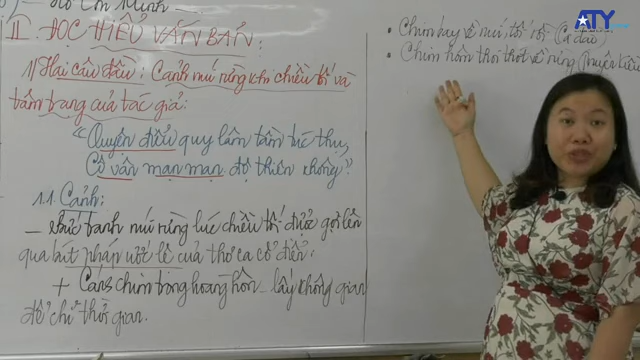 Hồ Chí Minh
II ĐỌC HIỂU VĂN BẢN:
1/ Hai câu đầu: Cảnh núi rừng khi chiều tối và
tâm trạng của tác giả:
"Quyện điểu quy lâm tầm túc thụ,
Cô vân mạn mạn độ thiên không"
1.1. Cảnh:
_ Bức tranh núi rừng lúc chiều tối được gợi lên
qua bút pháp ước lệ của thơ ca cổ điển:
+ Cánh chim trong hoàng hôn _ lấy không gian
để chỉ thời gian.
• Chim bay về núi tối rồi (Ca dao)
• Chim hôm thoi thót về rừng (Truyện Kiều
ATY